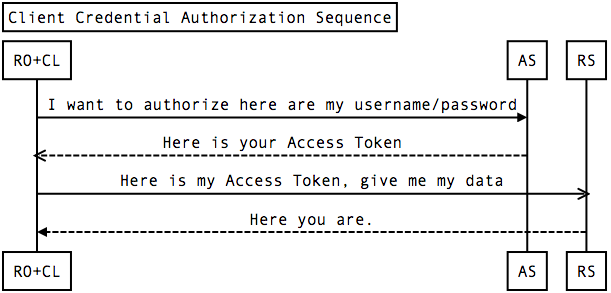 Client Credential Authorization Sequence
RO+CL AS RS
I want to authorize here are my username/password
Here is your Access Token
Here is my Access Token, give me my data
Here you are.
RO+CL AS RS